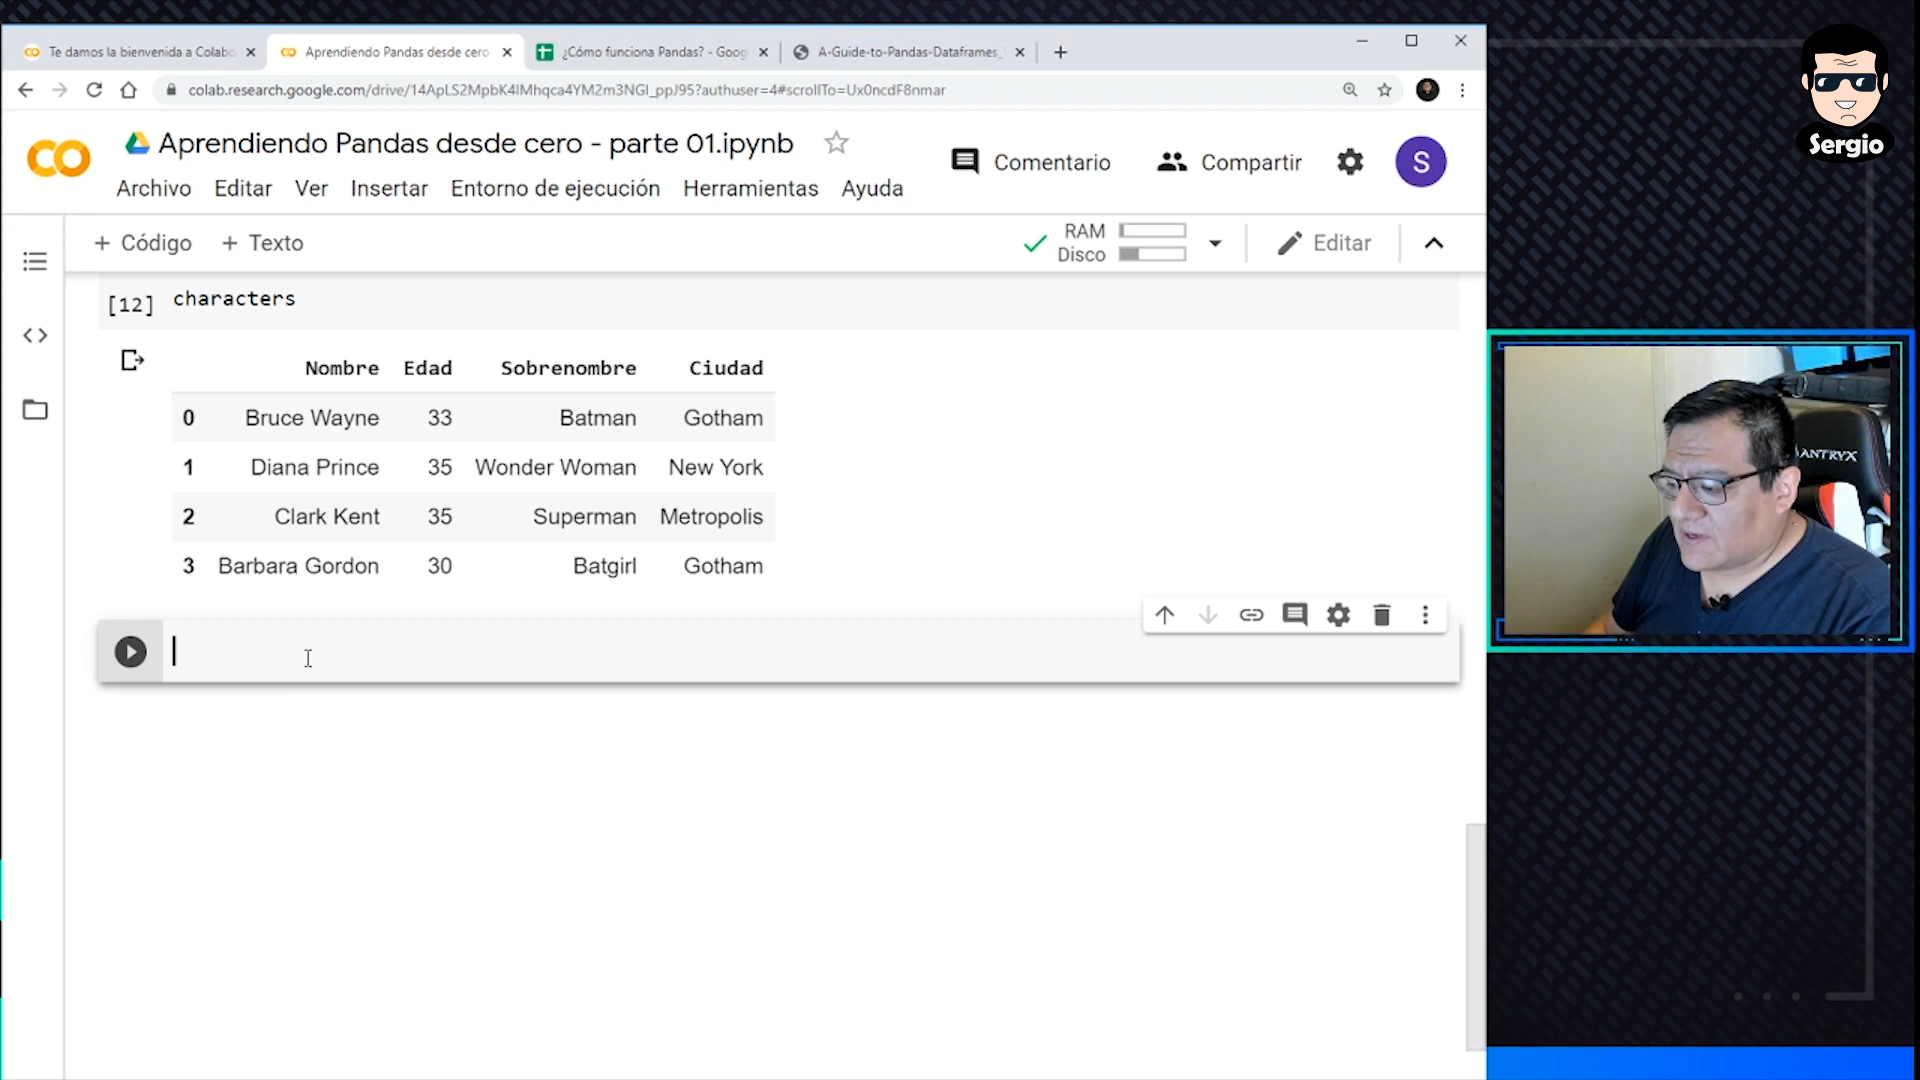 Te damos la bienvenida a Colabo
Aprendiendo Pandas desde cero
¿Cómo funciona Pandas? - Goog
A-Guide-to-Pandas-Dataframes_
colab.research.google.com/drive/14ApLS2MpbK4lMhqca4YM2m3NGl_ppJ95?authuser=4#scrollTo=Ux0ncdF8nmar
CO Aprendiendo Pandas desde cero - parte 01.ipynb
Comentario Compartir S
Archivo Editar Ver Insertar Entorno de ejecución Herramientas Ayuda
+ Código + Texto
RAM
Disco
Editar
[12] characters
Nombre Edad Sobrenombre Ciudad
0 Bruce Wayne 33 Batman Gotham
1 Diana Prince 35 Wonder Woman New York
2 Clark Kent 35 Superman Metropolis
3 Barbara Gordon 30 Batgirl Gotham
Sergio
ANTRYX